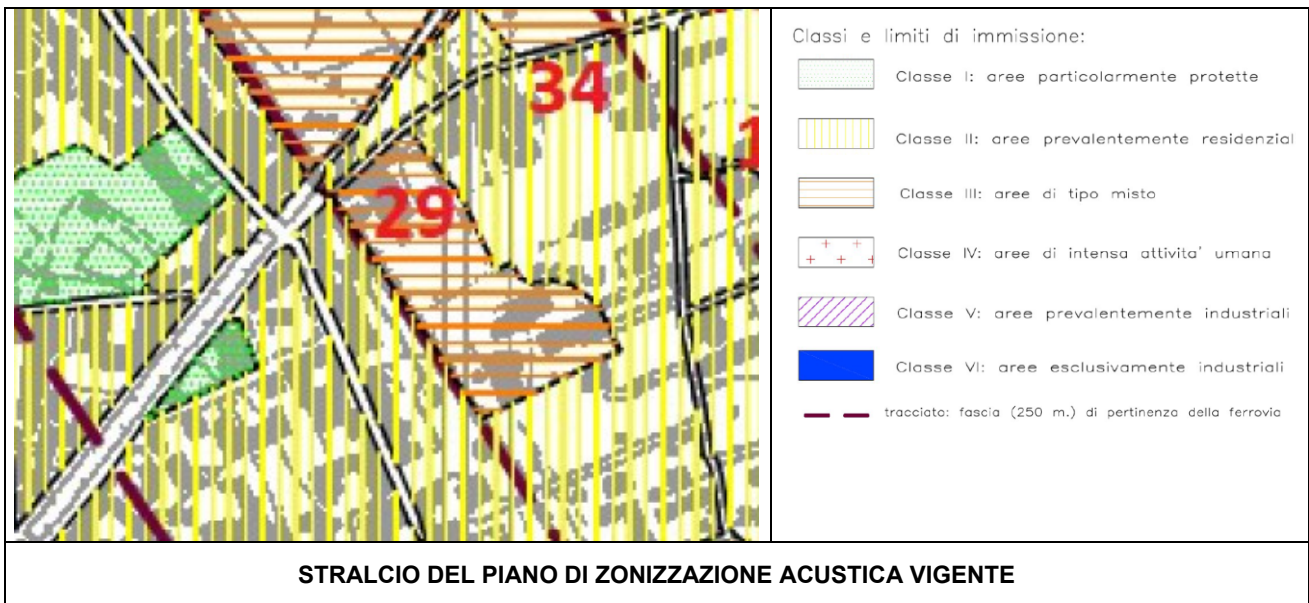 34
29
1
Classi e limiti di immissione:
Classe I: aree particolarmente protette
Classe II: aree prevalentemente residenzial
Classe III: aree di tipo misto
Classe IV: aree di intensa attivita' umana
Classe V: aree prevalentemente industriali
Classe VI: aree esclusivamente industriali
tracciato: fascia (250 m.) di pertinenza della ferrovia
STRALCIO DEL PIANO DI ZONIZZAZIONE ACUSTICA VIGENTE